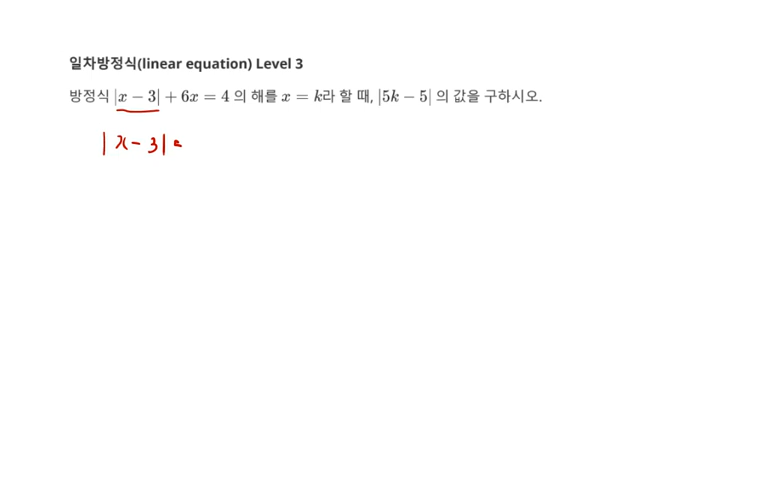 일차방정식(linear equation) Level 3
방정식 |x − 3| + 6x = 4 의 해를 x = k라 할 때, |5k − 5| 의 값을 구하시오.
|x − 3| =